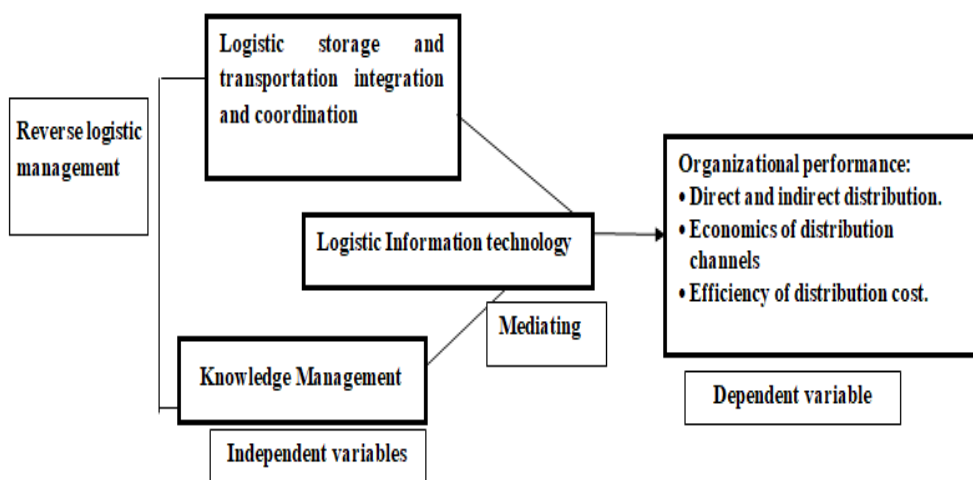 Logistic storage and
transportation integration
and coordination
Reverse logistic
management
Organizational performance:
• Direct and indirect distribution.
• Economics of distribution
channels
• Efficiency of distribution cost.
Logistic Information technology
Mediating
Knowledge Management
Dependent variable
Independent variables